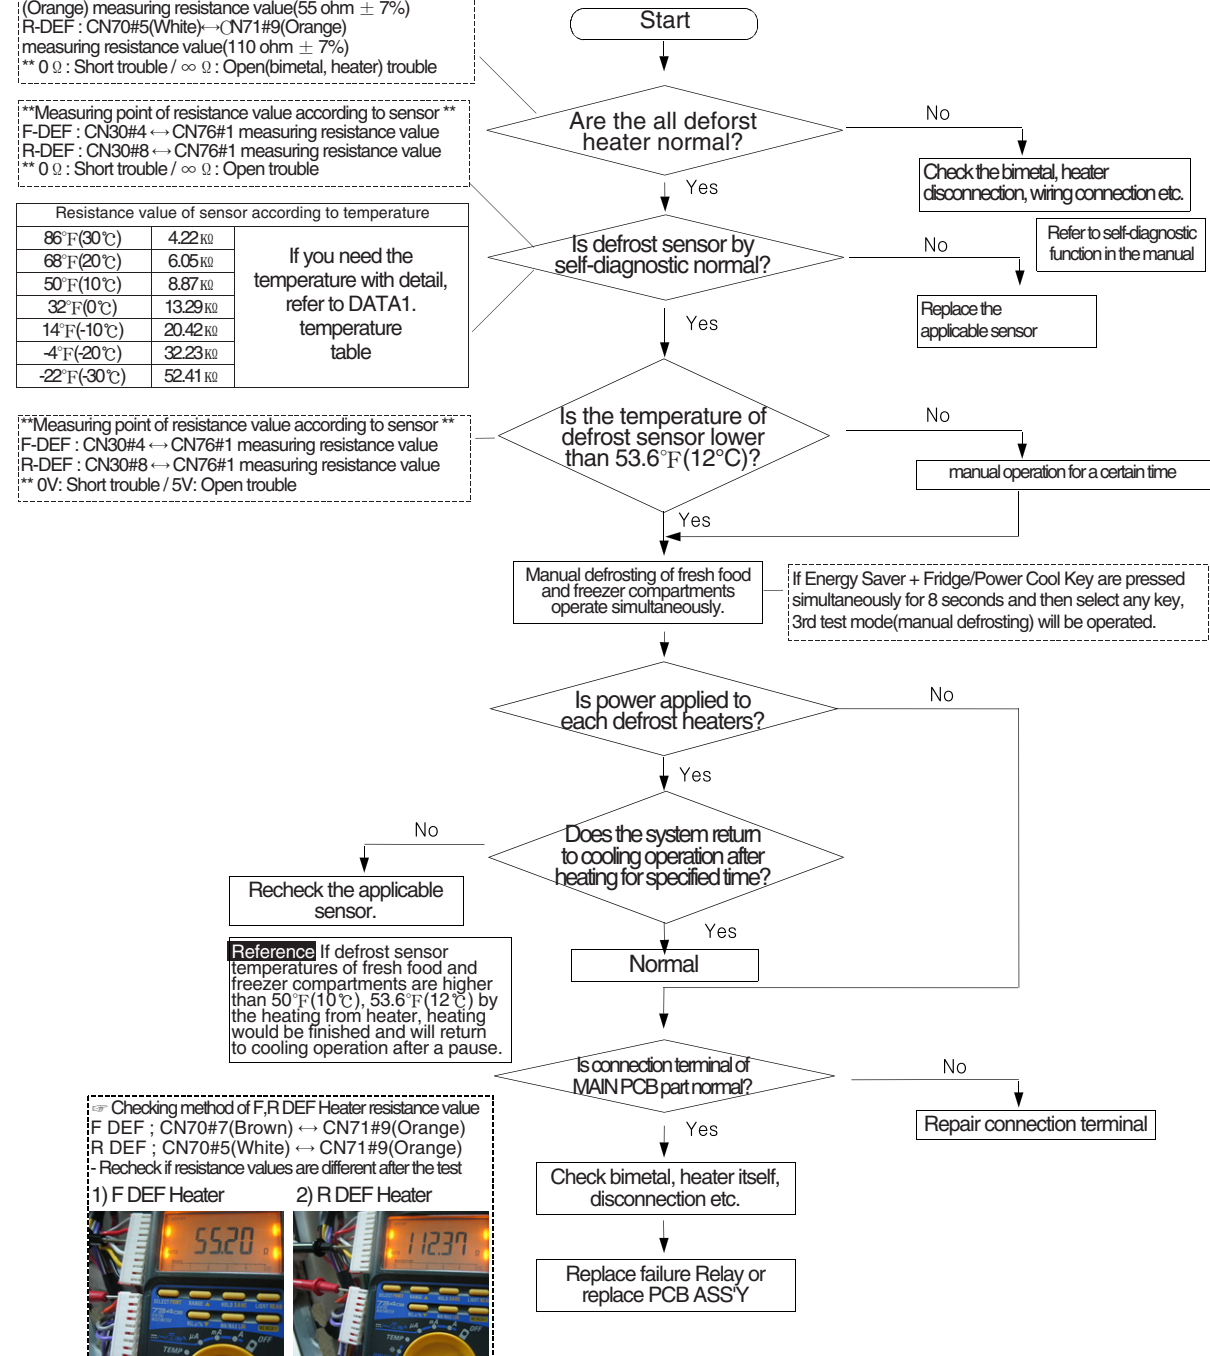 (Orange) measuring resistance value(55 ohm ± 7%)
R-DEF : CN70#5(White)↔CN71#9(Orange)
measuring resistance value(110 ohm ± 7%)
** 0 Ω : Short trouble / ∞ Ω : Open(bimetal, heater) trouble
Start
**Measuring point of resistance value according to sensor **
F-DEF : CN30#4 ↔ CN76#1 measuring resistance value
R-DEF : CN30#8 ↔ CN76#1 measuring resistance value
** 0 Ω : Short trouble / ∞ Ω : Open trouble
Are the all deforst
heater normal?
No
Check the bimetal, heater
disconnection, wiring connection etc.
Yes
Resistance value of sensor according to temperature
86°F(30℃) 4.22㏀
68°F(20℃) 6.05㏀
50°F(10℃) 8.87㏀
32°F(0℃) 13.29㏀
14°F(-10℃) 20.42㏀
-4°F(-20℃) 32.23㏀
-22°F(-30℃) 52.41㏀
If you need the
temperature with detail,
refer to DATA1.
temperature
table
Is defrost sensor by
self-diagnostic normal?
No
Refer to self-diagnostic
function in the manual
Replace the
applicable sensor
Yes
**Measuring point of resistance value according to sensor **
F-DEF : CN30#4 ↔ CN76#1 measuring resistance value
R-DEF : CN30#8 ↔ CN76#1 measuring resistance value
** 0V: Short trouble / 5V: Open trouble
Is the temperature of
defrost sensor lower
than 53.6°F(12°C)?
No
manual operation for a certain time
Yes
Manual defrosting of fresh food
and freezer compartments
operate simultaneously.
If Energy Saver + Fridge/Power Cool Key are pressed
simultaneously for 8 seconds and then select any key,
3rd test mode(manual defrosting) will be operated.
Is power applied to
each defrost heaters?
No
Yes
Does the system return
to cooling operation after
heating for specified time?
No
Recheck the applicable
sensor.
Yes
Normal
Reference If defrost sensor
temperatures of fresh food and
freezer compartments are higher
than 50°F(10℃), 53.6°F(12℃) by
the heating from heater, heating
would be finished and will return
to cooling operation after a pause.
Is connection terminal of
MAIN PCB part normal?
No
Repair connection terminal
Yes
☞ Checking method of F,R DEF Heater resistance value
F DEF ; CN70#7(Brown) ↔ CN71#9(Orange)
R DEF ; CN70#5(White) ↔ CN71#9(Orange)
- Recheck if resistance values are different after the test
1) F DEF Heater
2) R DEF Heater
55.20 Ω
112.37 Ω
Check bimetal, heater itself,
disconnection etc.
Replace failure Relay or
replace PCB ASS'Y
TEMP
µA
mA
A
OFF
TEMP
µA
mA
A
OFF